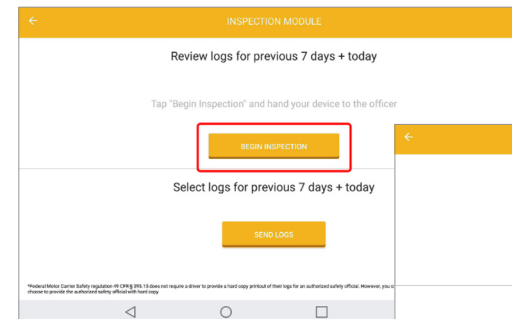 INSPECTION MODULE
Review logs for previous 7 days + today
Tap "Begin Inspection" and hand your device to the officer
BEGIN INSPECTION
Select logs for previous 7 days + today
SEND LOGS
*Federal Motor Carrier Safety regulation 49 CFR § 395.13 does not require a driver to provide a hard copy printout of their logs for an authorized safety official. However, you
choose to provide the authorized safety official with hard copy.